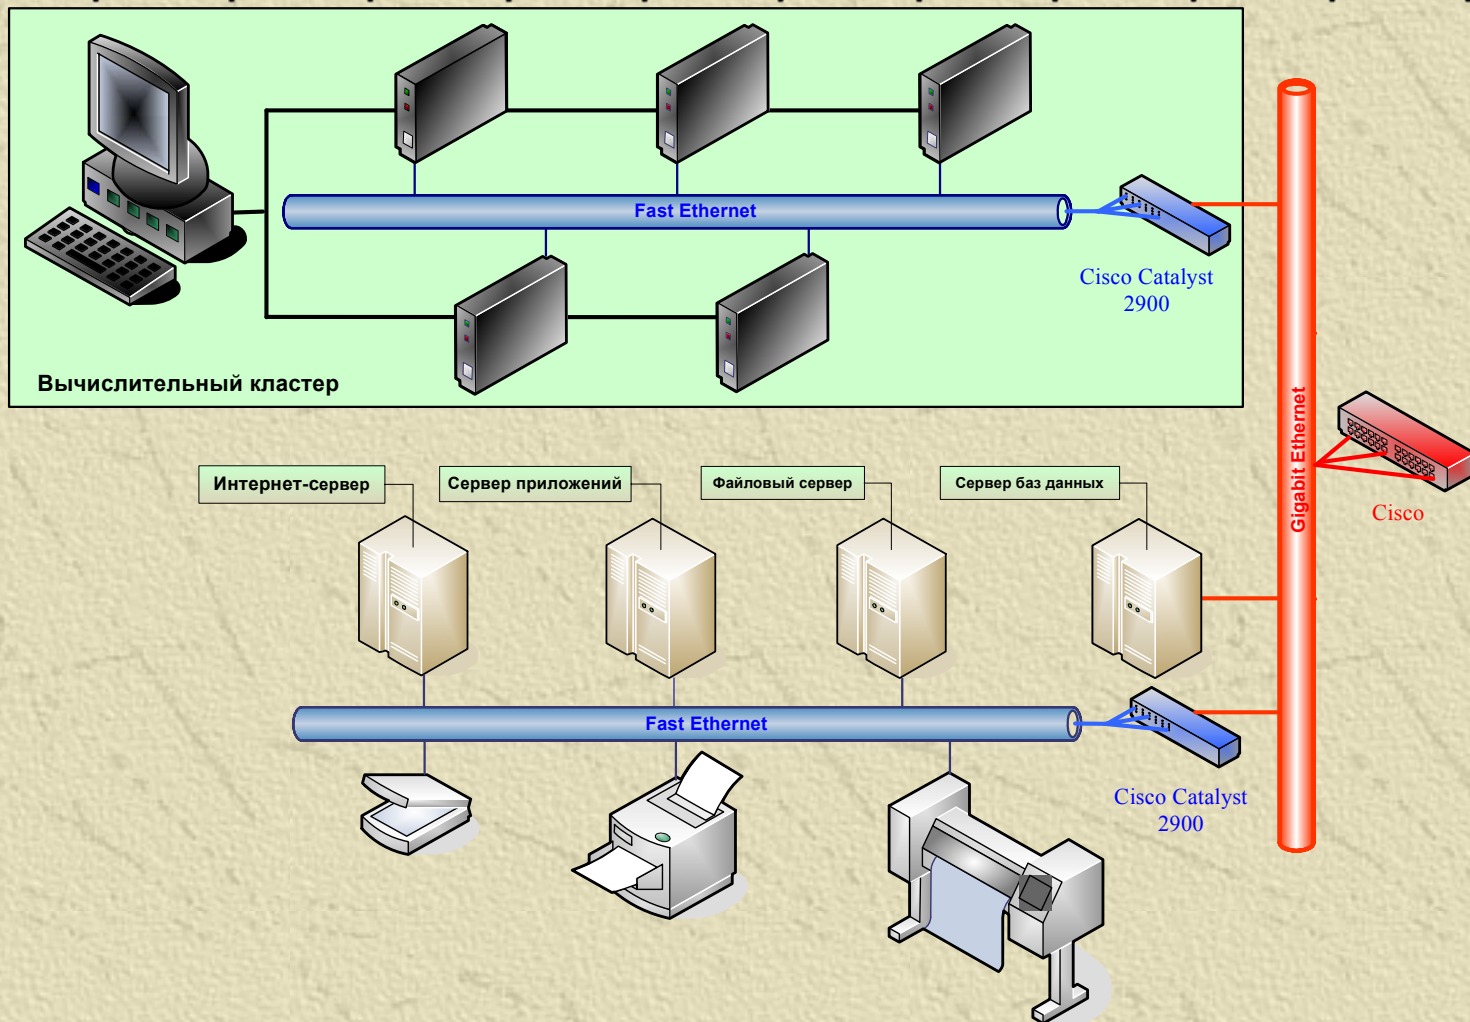 Fast Ethernet
Cisco Catalyst
2900
Вычислительный кластер
Gigabit Ethernet
Cisco
Интернет-сервер
Сервер приложений
Файловый сервер
Сервер баз данных
Fast Ethernet
Cisco Catalyst
2900